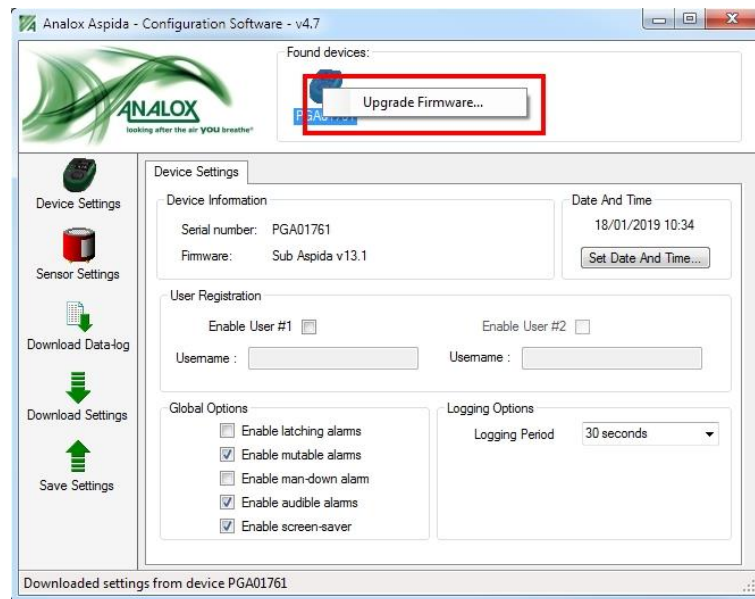 Analox Aspida - Configuration Software - v4.7
Found devices:
Upgrade Firmware...
PGA01761
ANALOX
looking after the air YOU breathe®
Device Settings
Sensor Settings
Download Data-log
Download Settings
Save Settings
Device Settings
Device Information
Serial number: PGA01761
Firmware: Sub Aspida v13.1
Date And Time
18/01/2019 10:34
Set Date And Time...
User Registration
Enable User #1
Enable User #2
Username :
Username :
Global Options
Enable latching alarms
Enable mutable alarms
Enable man-down alarm
Enable audible alarms
Enable screen-saver
Logging Options
Logging Period 30 seconds
Downloaded settings from device PGA01761